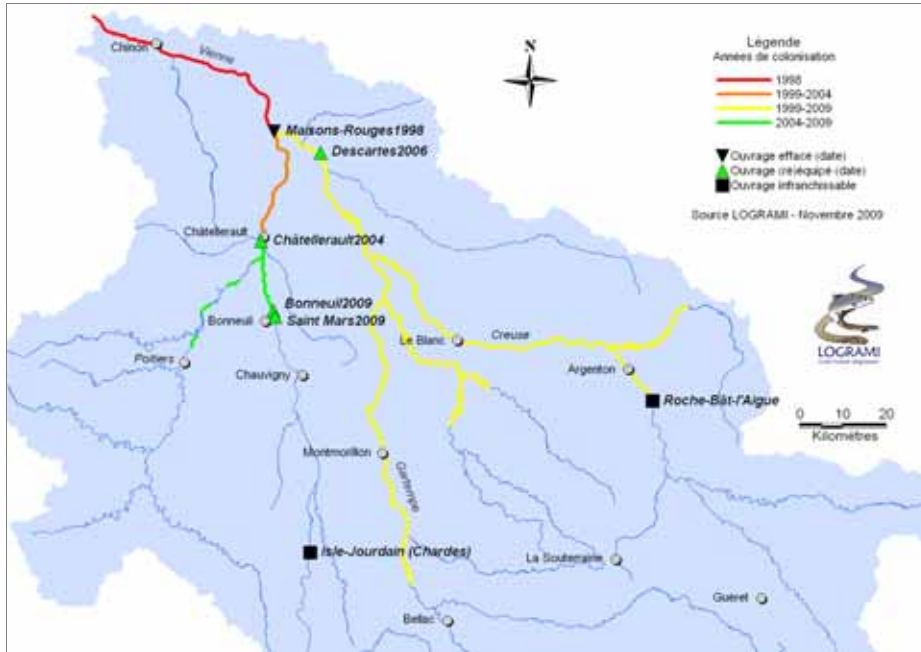 Chinon
Vienne
N
Légende
Années de colonisation
1998
1999-2004
1999-2009
2004-2009
Ouvrage effacé (date)
Ouvrage (ré)équipé (date)
Ouvrage infranchissable
Source LOGRAMI - Novembre 2009
Maisons-Rouges1998
Descartes2006
Châtellerault
Châtellerault2004
Bonneuil2009
Bonneuil
Saint Mars2009
Poitiers
Chauvigny
Le Blanc
Creuse
Argenton
LOGRAMI
Roche-Bât-l'Aigue
0 10 20
Kilomètres
Montmorillon
Gartempe
Isle-Jourdain (Chardes)
La Souterraine
Gueret
Bellac